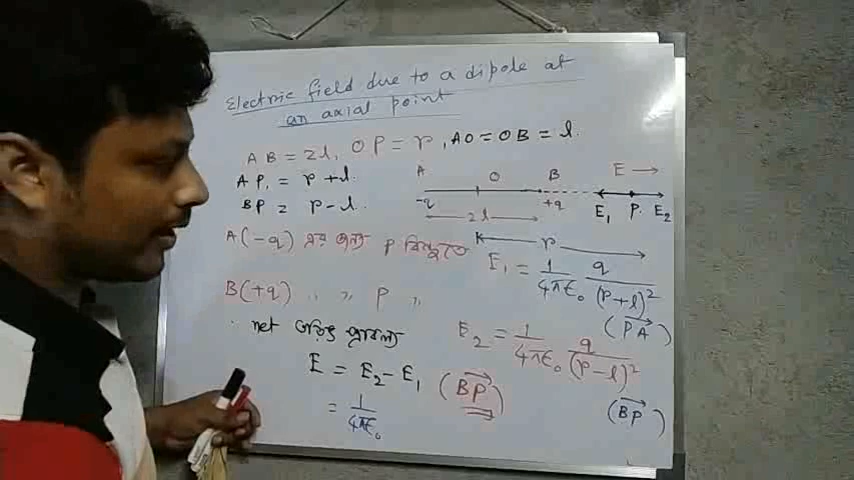 Electric field due to a dipole at
an axial point
AB = 2l, OP = r, AO = OB = l.
AP, = r + l.
BP = r - l.
A O B E →
-q +q E₁ P. E₂
2l
r
A(-q) এর জন্য P বিন্দুতে
E₁ = 1/4πϵ₀ q/(r+l)²
(PA→)
B(+q) " " P "
E₂ = 1/4πϵ₀ q/(r-l)²
(BP→)
net তড়িৎ প্রাবল্য
E = E₂ - E₁ (BP→)
= 1/4πϵ₀